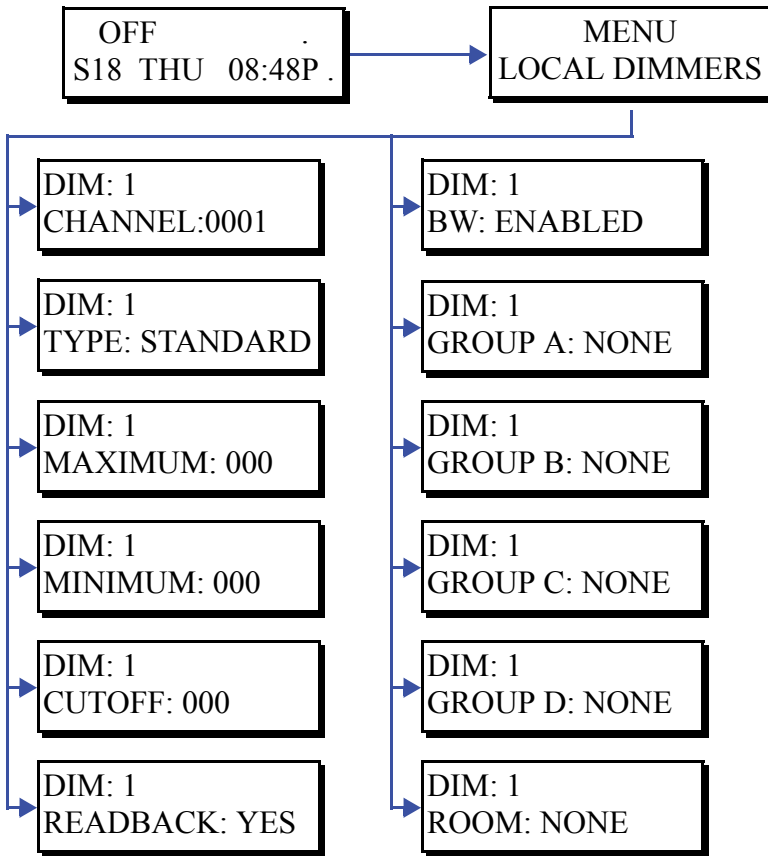 OFF .
S18 THU 08:48P .
MENU
LOCAL DIMMERS
DIM: 1
CHANNEL:0001
DIM: 1
TYPE: STANDARD
DIM: 1
MAXIMUM: 000
DIM: 1
MINIMUM: 000
DIM: 1
CUTOFF: 000
DIM: 1
READBACK: YES
DIM: 1
BW: ENABLED
DIM: 1
GROUP A: NONE
DIM: 1
GROUP B: NONE
DIM: 1
GROUP C: NONE
DIM: 1
GROUP D: NONE
DIM: 1
ROOM: NONE